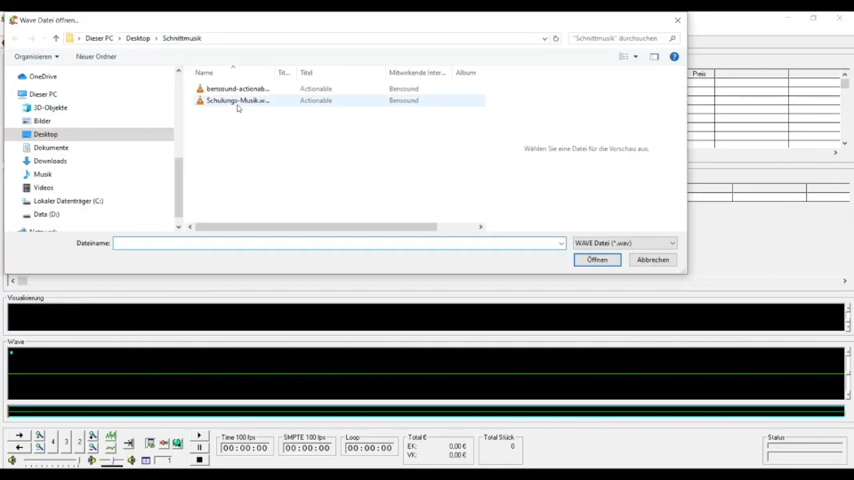 Wave Datei öffnen...
Dieser PC > Desktop > Schnittmusik
"Schnittmusik" durchsuchen
Organisieren
Neuer Ordner
Name
Tit...
Titel
Mitwirkende Inter...
Album
OneDrive
Dieser PC
3D-Objekte
Bilder
Desktop
Dokumente
Downloads
Musik
Videos
Lokaler Datenträger (C:)
Data (D:)
bensound-actionab...
Actionable
Bensound
Schulungs-Musik.w...
Actionable
Bensound
Wählen Sie eine Datei für die Vorschau aus.
Dateiname:
WAVE Datei (*.wav)
Öffnen
Abbrechen
Preis
Visualisierung
Wave
4 3 2
1
Time 100 fps
00:00:00
SMPTE 100 fps
00:00:00
Loop
00:00:00
Total €
EK: 0,00 €
VK: 0,00 €
Total Stück
0
Status